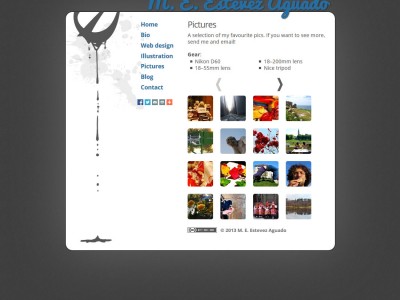 M. E. Estevez Aguado
Home
Bio
Web design
Illustration
Pictures
Blog
Contact
Pictures
A selection of my favourite pics. If you want to see more,
send me and email!
Gear:
Nikon D60
18–55mm lens
18–200mm lens
Nice tripod
© 2013 M. E. Estevez Aguado